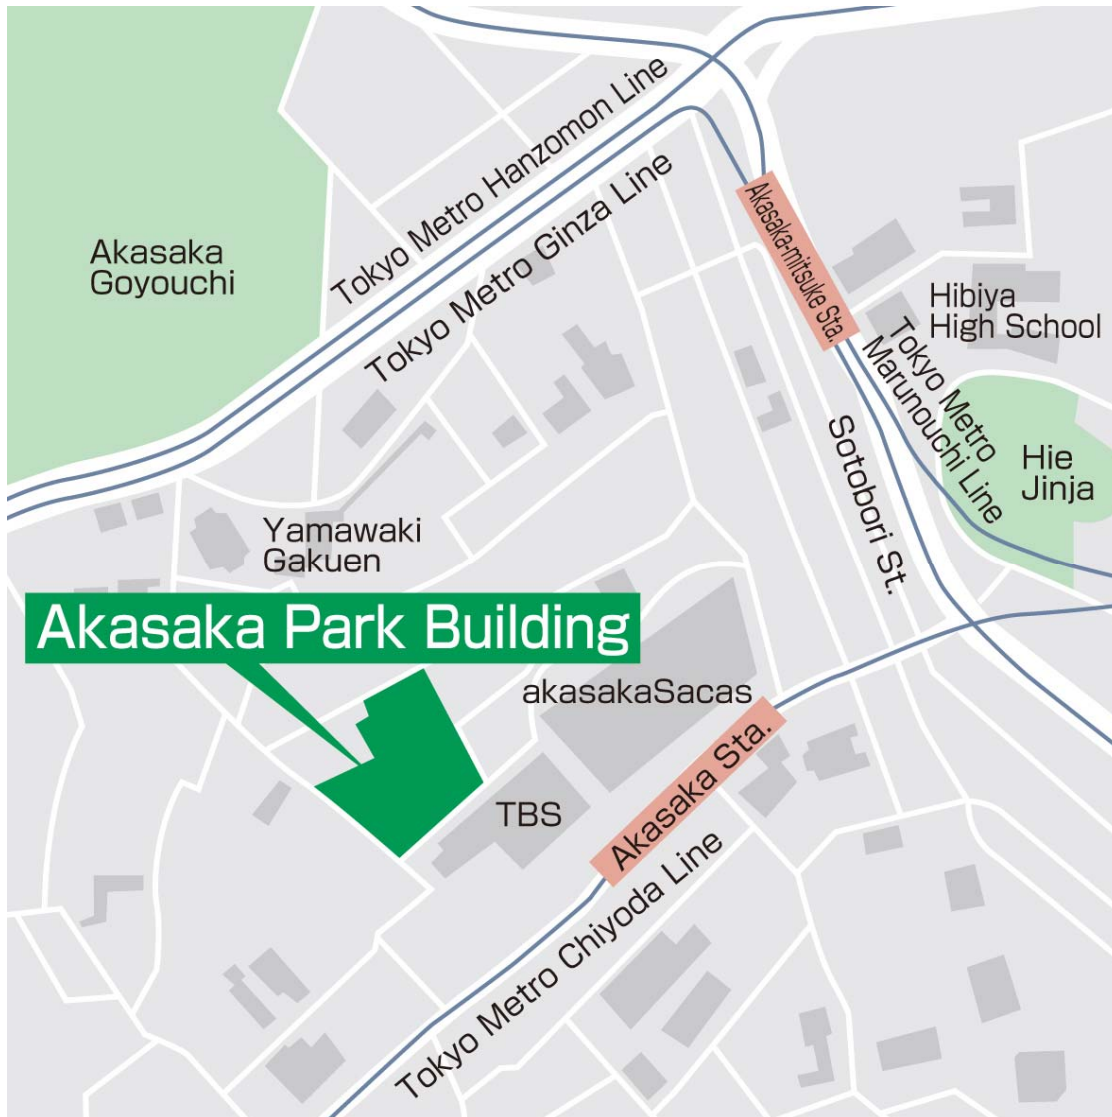 Tokyo Metro Hanzomon Line
Tokyo Metro Ginza Line
Akasaka-mitsuke Sta.
Akasaka
Goyouchi
Hibiya
High School
Tokyo Metro
Marunouchi Line
Hie
Jinja
Sotobori St.
Yamawaki
Gakuen
Akasaka Park Building
akasakaSacas
TBS
Akasaka Sta.
Tokyo Metro Chiyoda Line